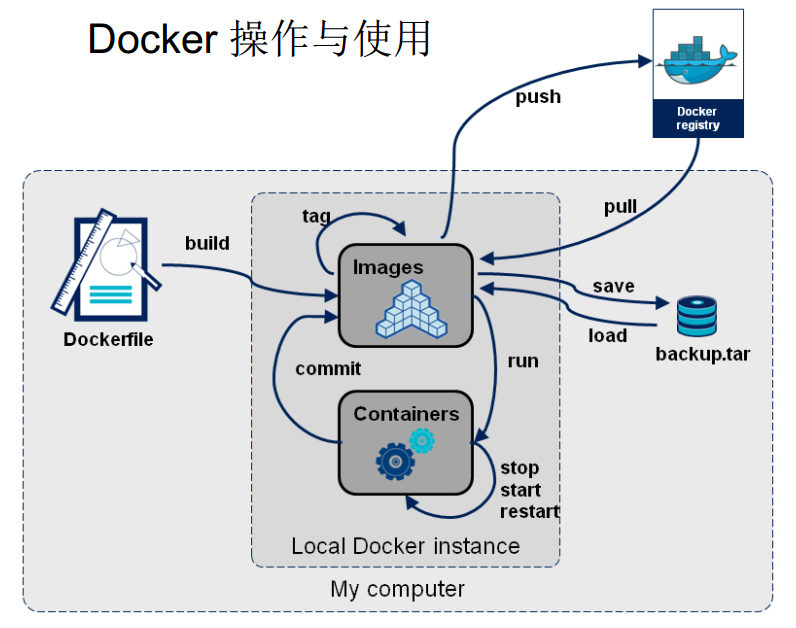 Docker 操作与使用
push
Docker
registry
pull
tag
build
Images
save
load
Dockerfile
backup.tar
commit
run
Containers
stop
start
restart
Local Docker instance
My computer